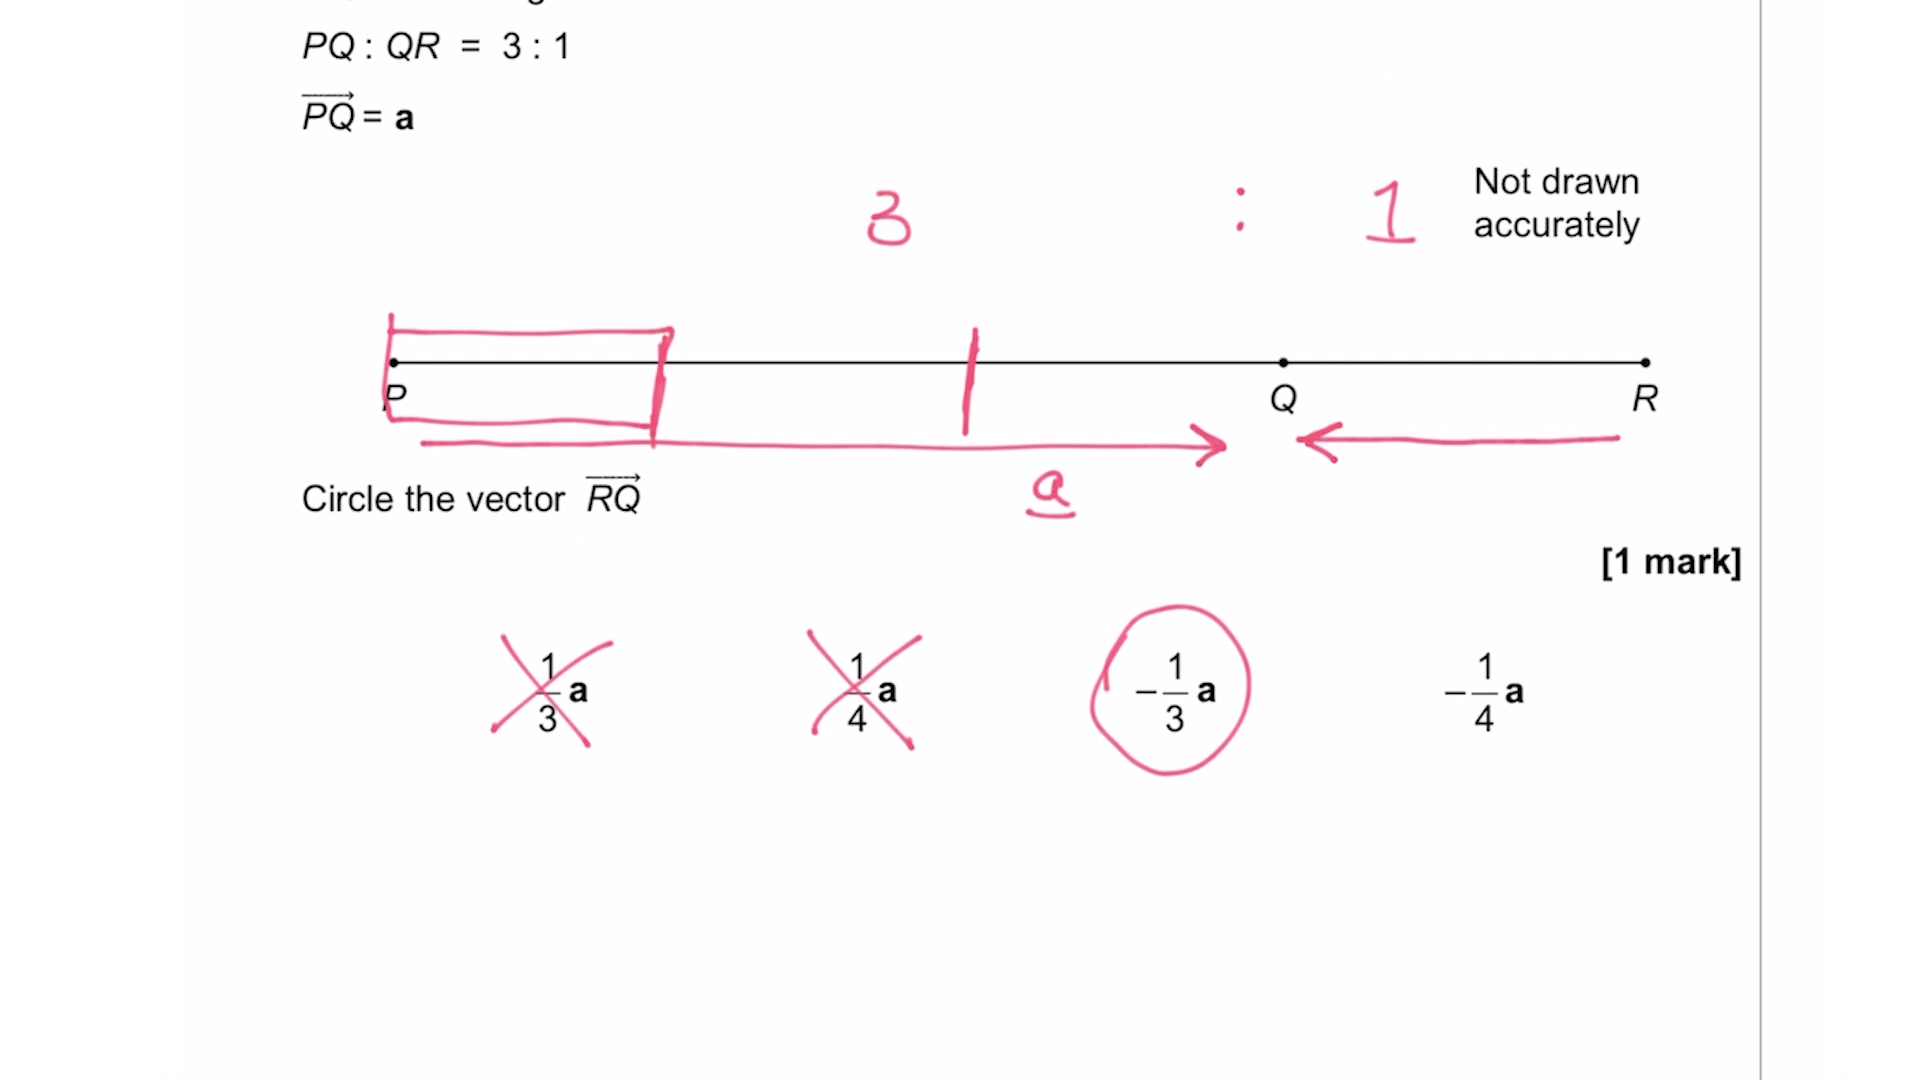 PQ : QR = 3 : 1
PQ = a
3 : 1
Not drawn
accurately
P Q R
a
Circle the vector RQ
[1 mark]
1/3 a 1/4 a −1/3 a −1/4 a